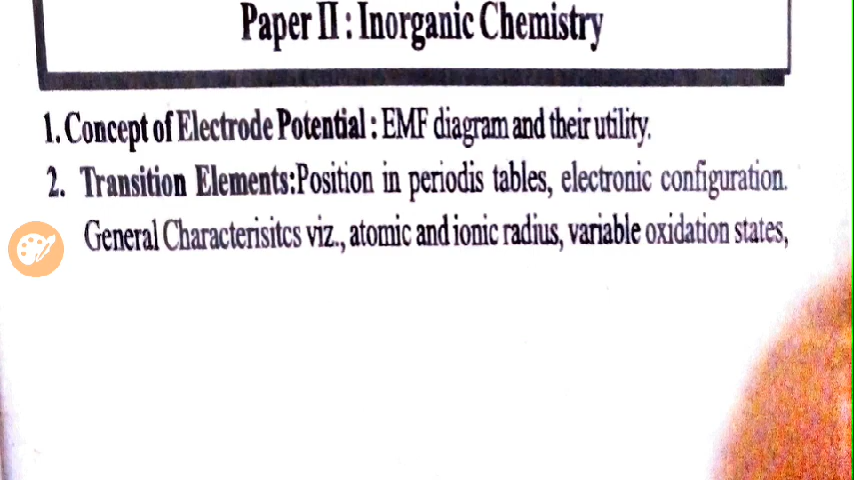 Paper II : Inorganic Chemistry
1. Concept of Electrode Potential : EMF diagram and their utility.
2. Transition Elements:Position in periodis tables, electronic configuration.
General Characterisitcs viz., atomic and ionic radius, variable oxidation states,